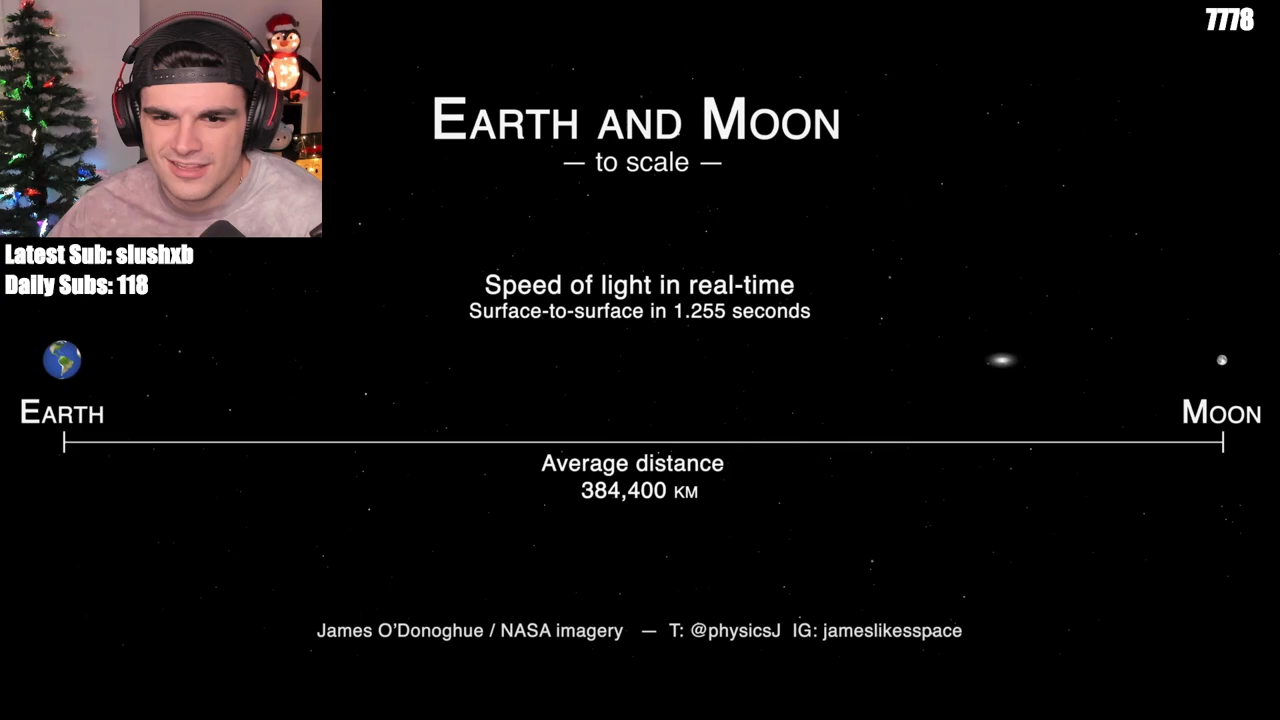 7778
EARTH AND MOON
— to scale —
Latest Sub: slushxb
Daily Subs: 118
Speed of light in real-time
Surface-to-surface in 1.255 seconds
EARTH
MOON
Average distance
384,400 KM
James O'Donoghue / NASA imagery — T: @physicsJ IG: jameslikesspace